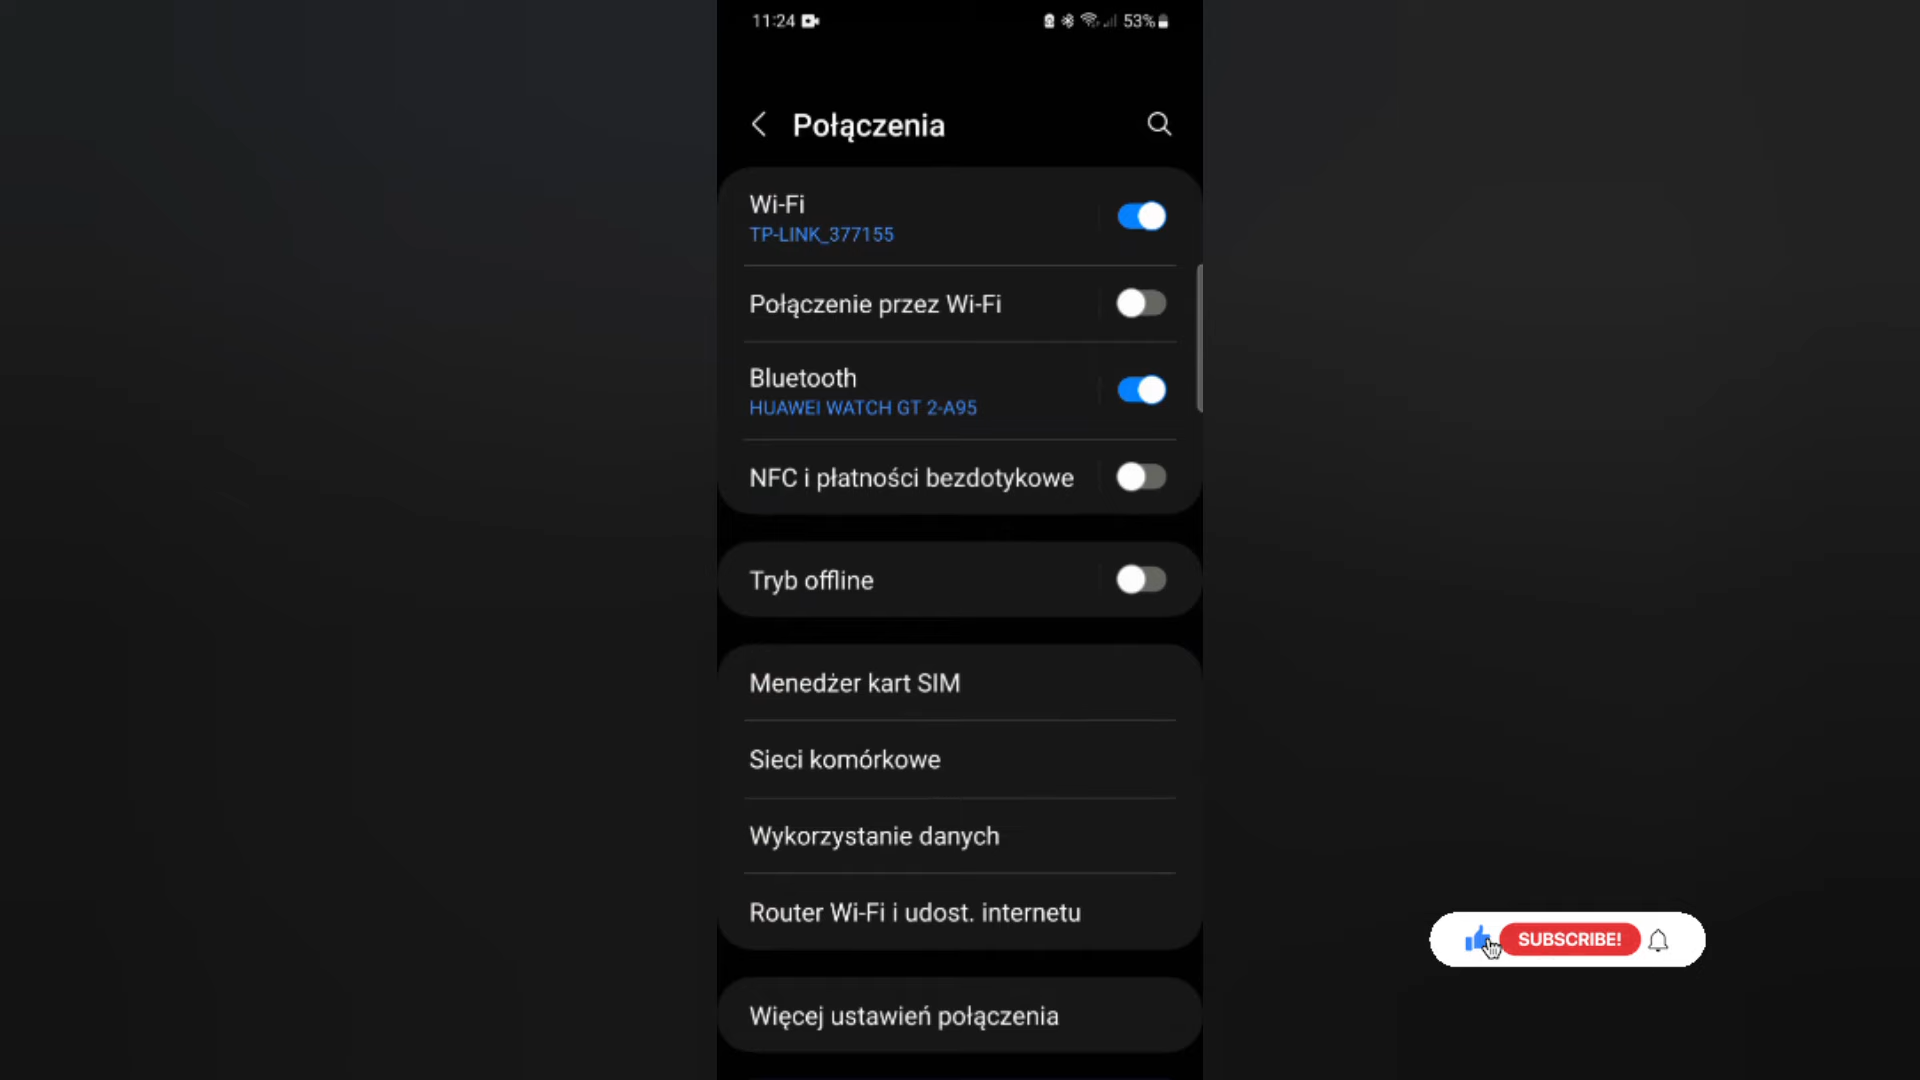 11:24
53%
Połączenia
Wi-Fi
TP-LINK_377155
Połączenie przez Wi-Fi
Bluetooth
HUAWEI WATCH GT 2-A95
NFC i płatności bezdotykowe
Tryb offline
Menedżer kart SIM
Sieci komórkowe
Wykorzystanie danych
Router Wi-Fi i udost. internetu
SUBSCRIBE!
Więcej ustawień połączenia